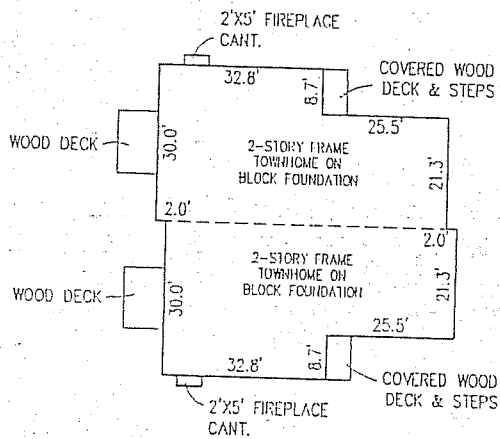 2'X5' FIREPLACE
CANT.
32.8'
8.7'
COVERED WOOD
DECK & STEPS
25.5'
WOOD DECK
30.0'
2-STORY FRAME
TOWNHOME ON
BLOCK FOUNDATION
21.3'
2.0'
2.0'
WOOD DECK
30.0'
2-STORY FRAME
TOWNHOME ON
BLOCK FOUNDATION
21.3'
25.5'
32.8'
8.7'
COVERED WOOD
DECK & STEPS
2'X5' FIREPLACE
CANT.